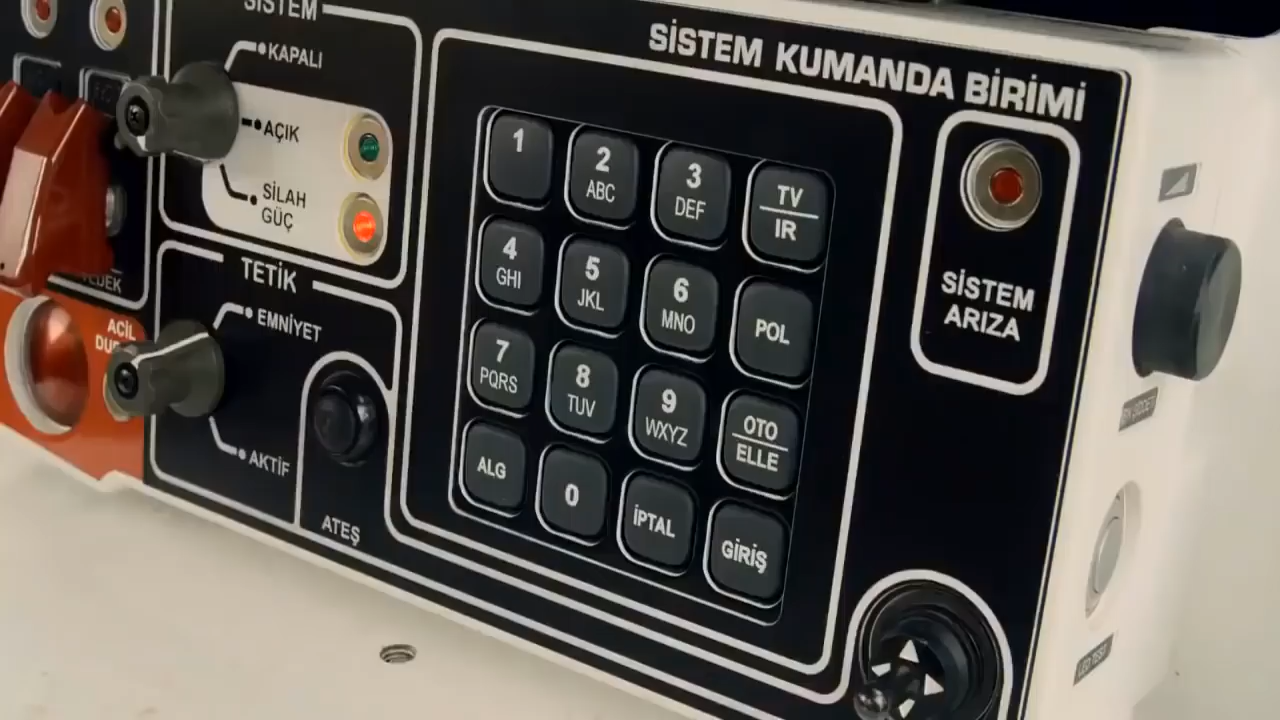 SİSTEM
KAPALI
AÇIK
SİLAH
GÜÇ
TETİK
EMNİYET
AKTİF
ATEŞ
ACİL
SİSTEM KUMANDA BİRİMİ
1
2
ABC
3
DEF
TV
IR
4
GHI
5
JKL
6
MNO
POL
7
PQRS
8
TUV
9
WXYZ
OTO
ELLE
ALG
0
İPTAL
GİRİŞ
SİSTEM
ARIZA
LED TEST